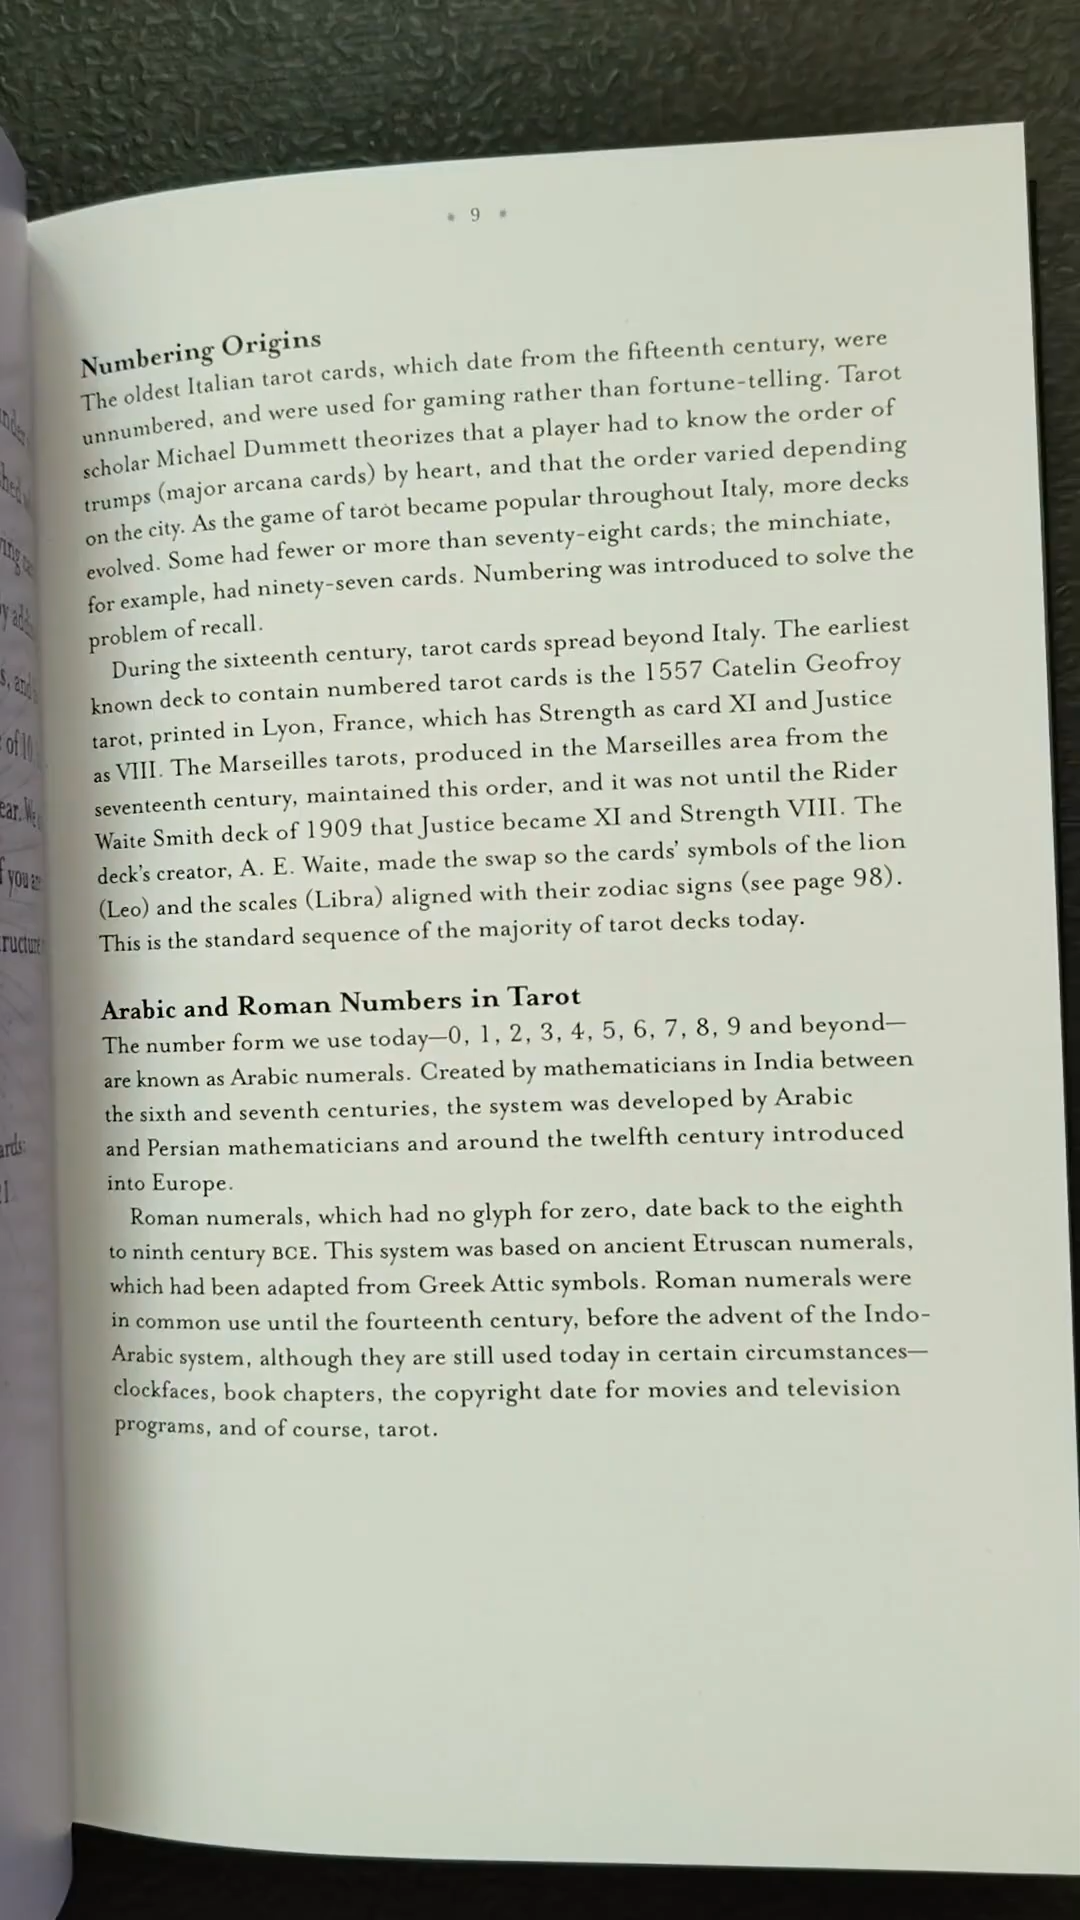 • 9 •
Numbering Origins
The oldest Italian tarot cards, which date from the fifteenth century, were
unnumbered, and were used for gaming rather than fortune-telling. Tarot
scholar Michael Dummett theorizes that a player had to know the order of
trumps (major arcana cards) by heart, and that the order varied depending
on the city. As the game of tarot became popular throughout Italy, more decks
evolved. Some had fewer or more than seventy-eight cards; the minchiate,
for example, had ninety-seven cards. Numbering was introduced to solve the
problem of recall.
During the sixteenth century, tarot cards spread beyond Italy. The earliest
known deck to contain numbered tarot cards is the 1557 Catelin Geofroy
tarot, printed in Lyon, France, which has Strength as card XI and Justice
as VIII. The Marseilles tarots, produced in the Marseilles area from the
seventeenth century, maintained this order, and it was not until the Rider
Waite Smith deck of 1909 that Justice became XI and Strength VIII. The
deck's creator, A. E. Waite, made the swap so the cards' symbols of the lion
(Leo) and the scales (Libra) aligned with their zodiac signs (see page 98).
This is the standard sequence of the majority of tarot decks today.
Arabic and Roman Numbers in Tarot
The number form we use today—0, 1, 2, 3, 4, 5, 6, 7, 8, 9 and beyond—
are known as Arabic numerals. Created by mathematicians in India between
the sixth and seventh centuries, the system was developed by Arabic
and Persian mathematicians and around the twelfth century introduced
into Europe.
Roman numerals, which had no glyph for zero, date back to the eighth
to ninth century BCE. This system was based on ancient Etruscan numerals,
which had been adapted from Greek Attic symbols. Roman numerals were
in common use until the fourteenth century, before the advent of the Indo-
Arabic system, although they are still used today in certain circumstances—
clockfaces, book chapters, the copyright date for movies and television
programs, and of course, tarot.